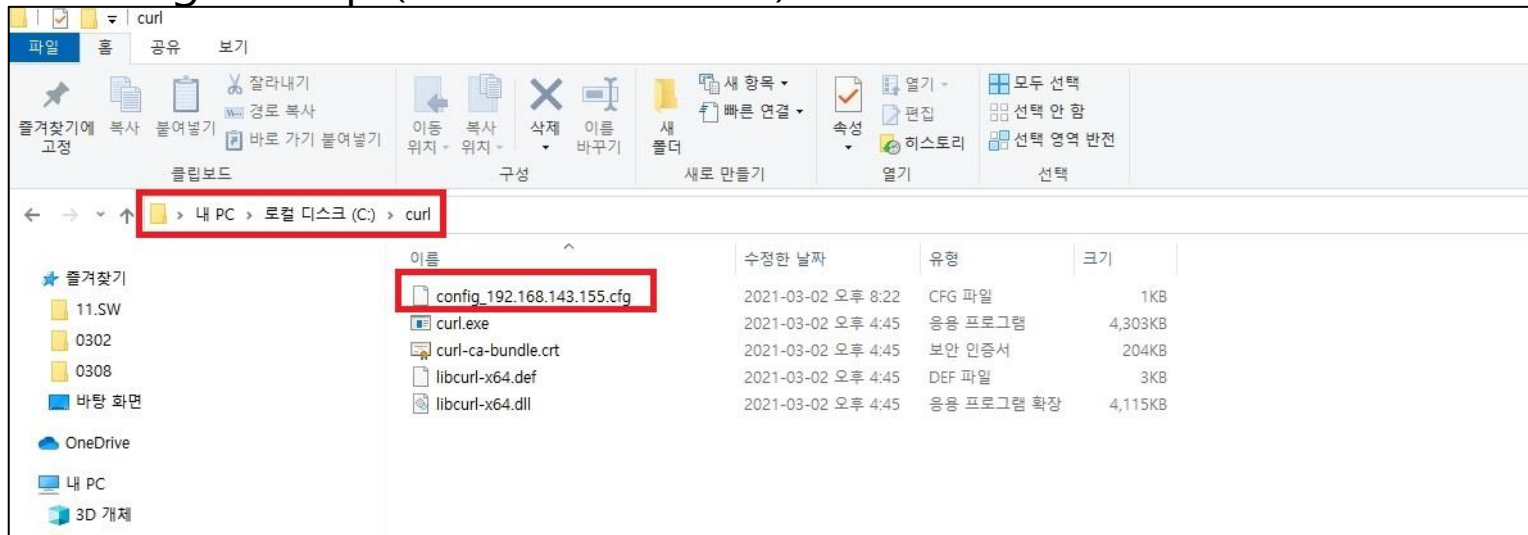 curl
파일 홈 공유 보기
즐겨찾기에 고정
복사
붙여넣기
잘라내기
경로 복사
바로 가기 붙여넣기
클립보드
이동 위치
복사 위치
삭제
이름 바꾸기
구성
새 폴더
새 항목
빠른 연결
새로 만들기
속성
열기
편집
히스토리
열기
모두 선택
선택 안 함
선택 영역 반전
선택
내 PC > 로컬 디스크 (C:) > curl
이름 수정한 날짜 유형 크기
config_192.168.143.155.cfg 2021-03-02 오후 8:22 CFG 파일 1KB
curl.exe 2021-03-02 오후 4:45 응용 프로그램 4,303KB
curl-ca-bundle.crt 2021-03-02 오후 4:45 보안 인증서 204KB
libcurl-x64.def 2021-03-02 오후 4:45 DEF 파일 3KB
libcurl-x64.dll 2021-03-02 오후 4:45 응용 프로그램 확장 4,115KB
즐겨찾기
11.SW
0302
0308
바탕 화면
OneDrive
내 PC
3D 개체